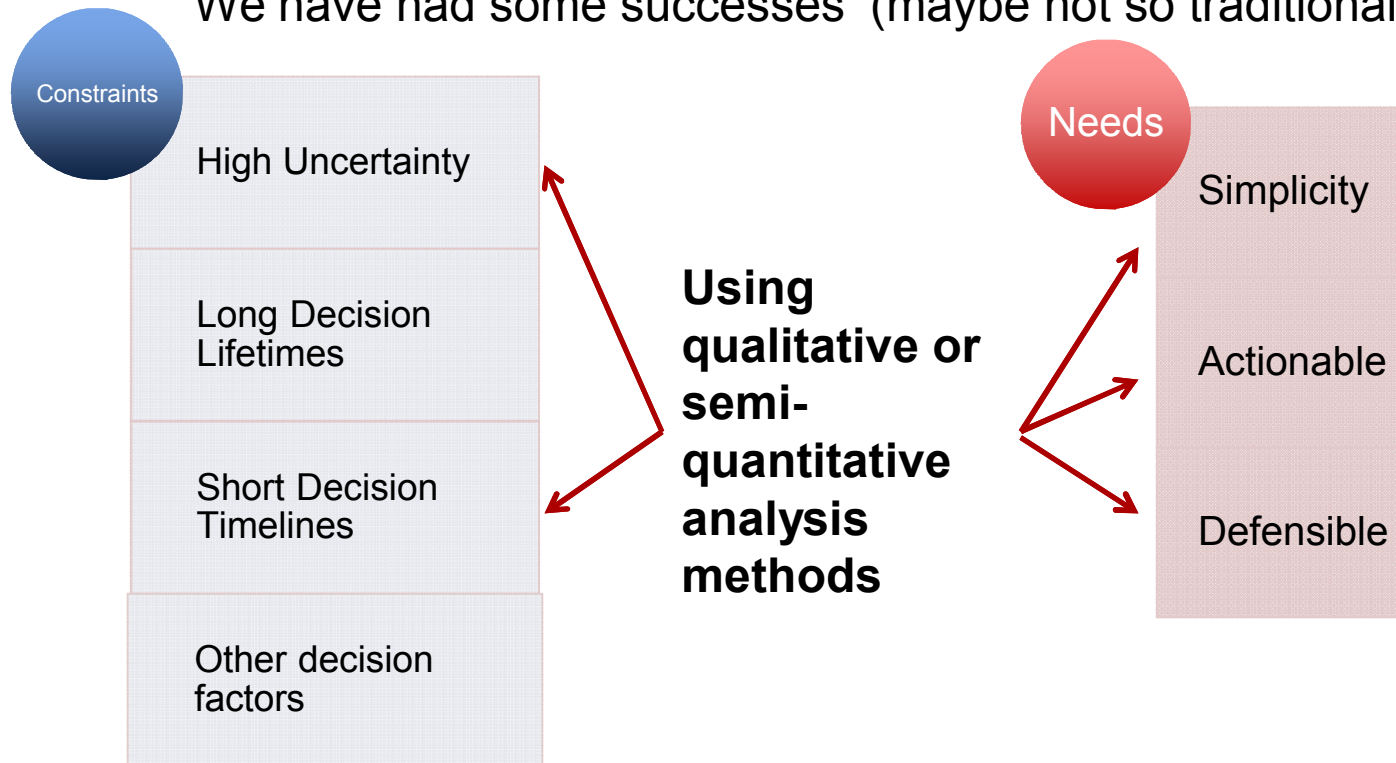 We have had some successes (maybe not so traditional
Constraints
High Uncertainty
Long Decision
Lifetimes
Short Decision
Timelines
Other decision
factors
Using
qualitative or
semi-
quantitative
analysis
methods
Needs
Simplicity
Actionable
Defensible